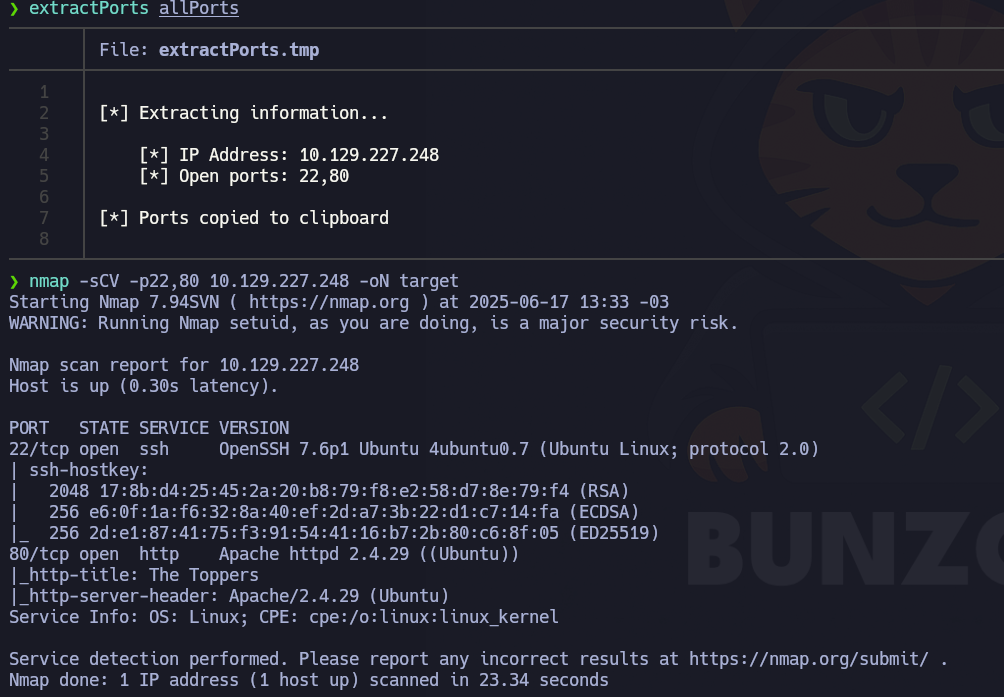 ❯ extractPorts allPorts
File: extractPorts.tmp
1
2 [*] Extracting information...
3
4 [*] IP Address: 10.129.227.248
5 [*] Open ports: 22,80
6
7 [*] Ports copied to clipboard
8
❯ nmap -sCV -p22,80 10.129.227.248 -oN target
Starting Nmap 7.94SVN ( https://nmap.org ) at 2025-06-17 13:33 -03
WARNING: Running Nmap setuid, as you are doing, is a major security risk.
Nmap scan report for 10.129.227.248
Host is up (0.30s latency).
PORT   STATE SERVICE VERSION
22/tcp open  ssh     OpenSSH 7.6p1 Ubuntu 4ubuntu0.7 (Ubuntu Linux; protocol 2.0)
| ssh-hostkey:
|   2048 17:8b:d4:25:45:2a:20:b8:79:f8:e2:58:d7:8e:79:f4 (RSA)
|   256 e6:0f:1a:f6:32:8a:40:ef:2d:a7:3b:22:d1:c7:14:fa (ECDSA)
|_  256 2d:e1:87:41:75:f3:91:54:41:16:b7:2b:80:c6:8f:05 (ED25519)
80/tcp open  http    Apache httpd 2.4.29 ((Ubuntu))
|_http-title: The Toppers
|_http-server-header: Apache/2.4.29 (Ubuntu)
Service Info: OS: Linux; CPE: cpe:/o:linux:linux_kernel
Service detection performed. Please report any incorrect results at https://nmap.org/submit/ .
Nmap done: 1 IP address (1 host up) scanned in 23.34 seconds